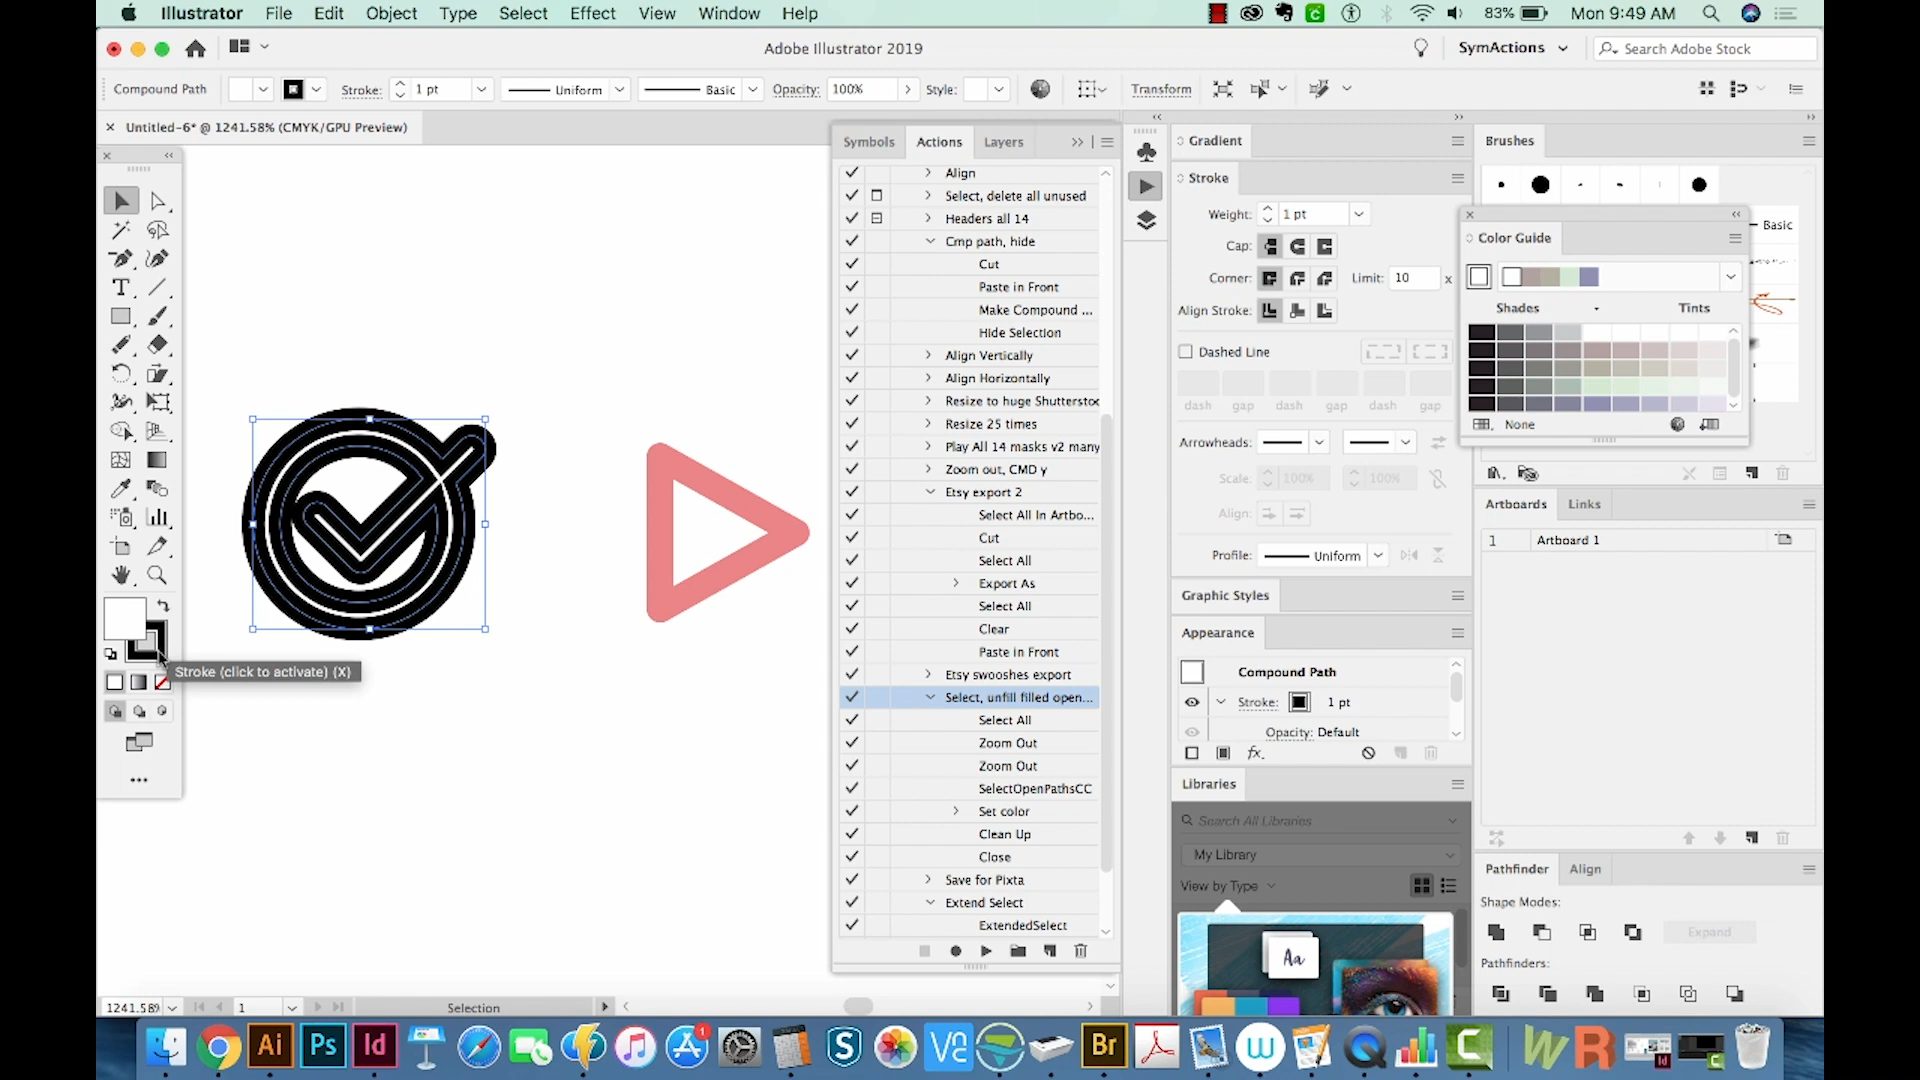 Illustrator File Edit Object Type Select Effect View Window Help 83% Mon 9:49 AM
Adobe Illustrator 2019 SymActions Search Adobe Stock
Compound Path Stroke: 1 pt Uniform Basic Opacity: 100% Style: Transform
× Untitled-6* @ 1241.58% (CMYK/GPU Preview)
Symbols Actions Layers
Align
Select, delete all unused
Headers all 14
Cmp path, hide
Cut
Paste in Front
Make Compound ...
Hide Selection
Align Vertically
Align Horizontally
Resize to huge Shuttersto
Resize 25 times
Play All 14 masks v2 many
Zoom out, CMD y
Etsy export 2
Select All In Artbo...
Cut
Select All
Export As
Select All
Clear
Paste in Front
Etsy swooshes export
Select, unfill filled open...
Select All
Zoom Out
Zoom Out
SelectOpenPathsCC
Set color
Clean Up
Close
Save for Pixta
Extend Select
ExtendedSelect
Stroke (click to activate) (X)
1241.58% 1 Selection
Gradient
Stroke
Weight: 1 pt
Cap:
Corner: Limit: 10 x
Align Stroke:
Dashed Line
dash gap dash gap dash gap
Arrowheads:
Scale: 100% 100%
Align:
Profile: Uniform
Graphic Styles
Appearance
Compound Path
Stroke: 1 pt
Opacity: Default
fx.
Libraries
Search All Libraries
My Library
View by Type
Aa
Brushes
Basic
Color Guide
Shades Tints
None
Artboards Links
1 Artboard 1
Pathfinder Align
Shape Modes:
Expand
Pathfinders:
Ai Ps Id 1 S V2 Br W C W R